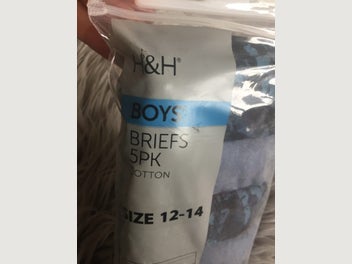 H&H®
BOYS
BRIEFS
5PK
COTTON
SIZE 12-14